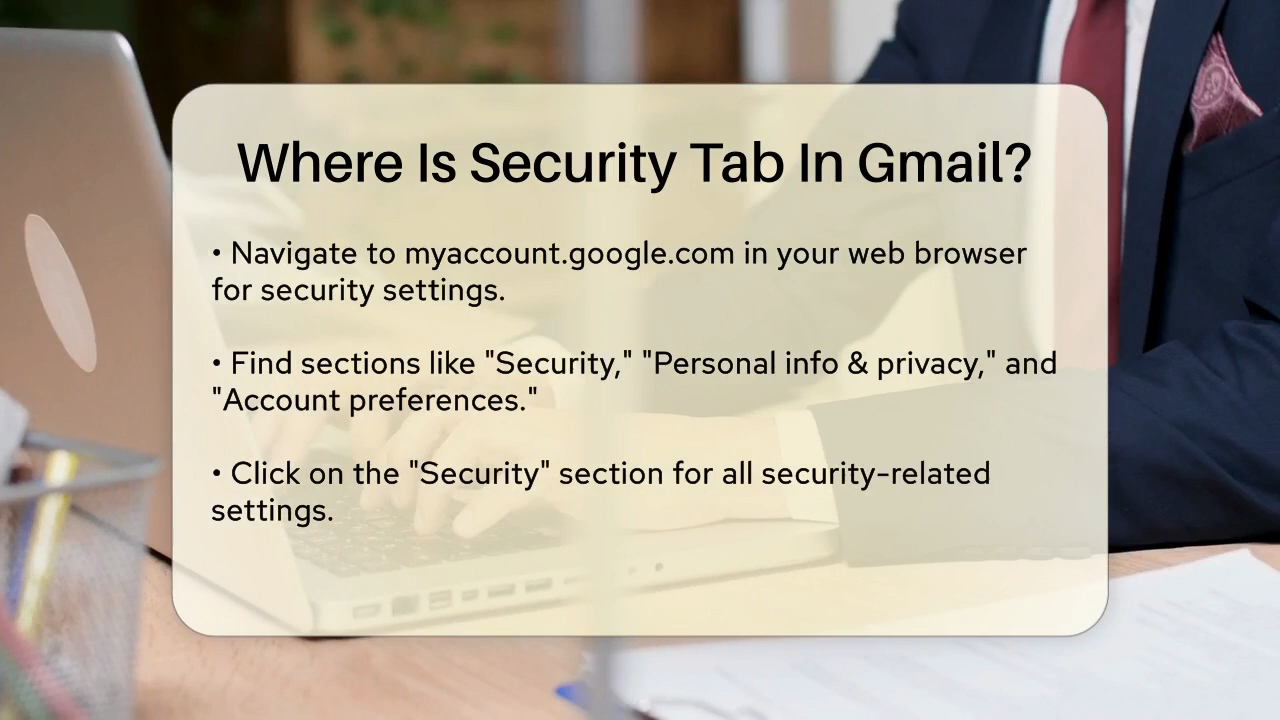 Where Is Security Tab In Gmail?
• Navigate to myaccount.google.com in your web browser
for security settings.
• Find sections like "Security," "Personal info & privacy," and
"Account preferences."
• Click on the "Security" section for all security-related
settings.